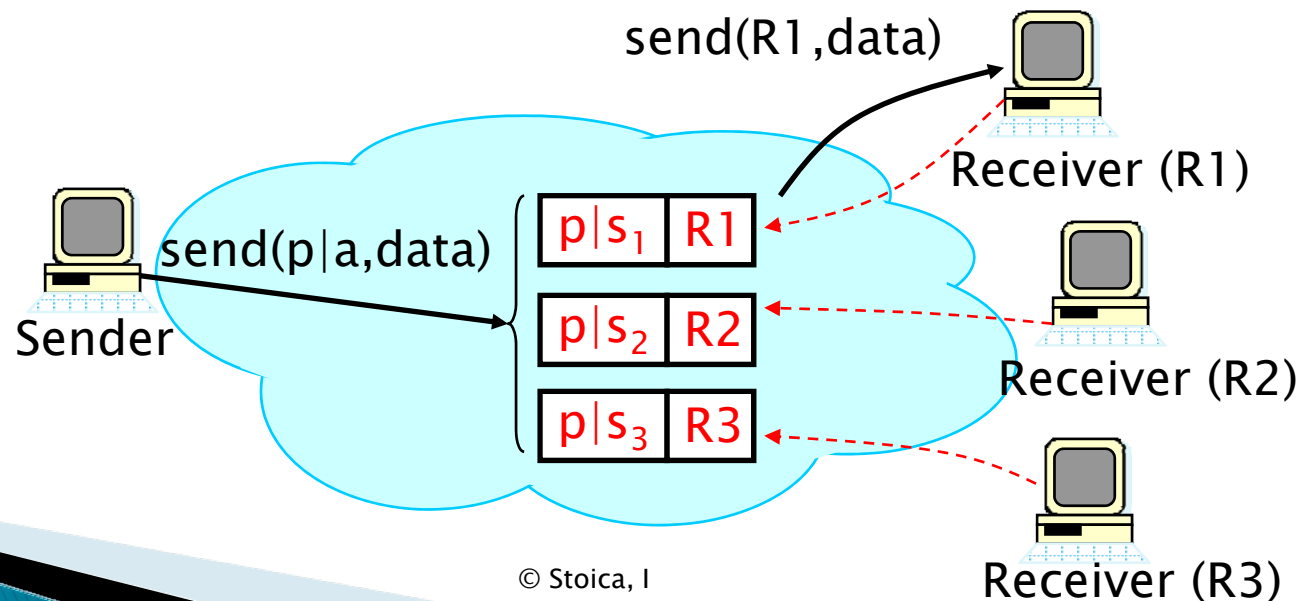 send(R1,data)
Receiver (R1)
p|s₁ R1
send(p|a,data)
Sender
p|s₂ R2
Receiver (R2)
p|s₃ R3
Receiver (R3)
© Stoica, I